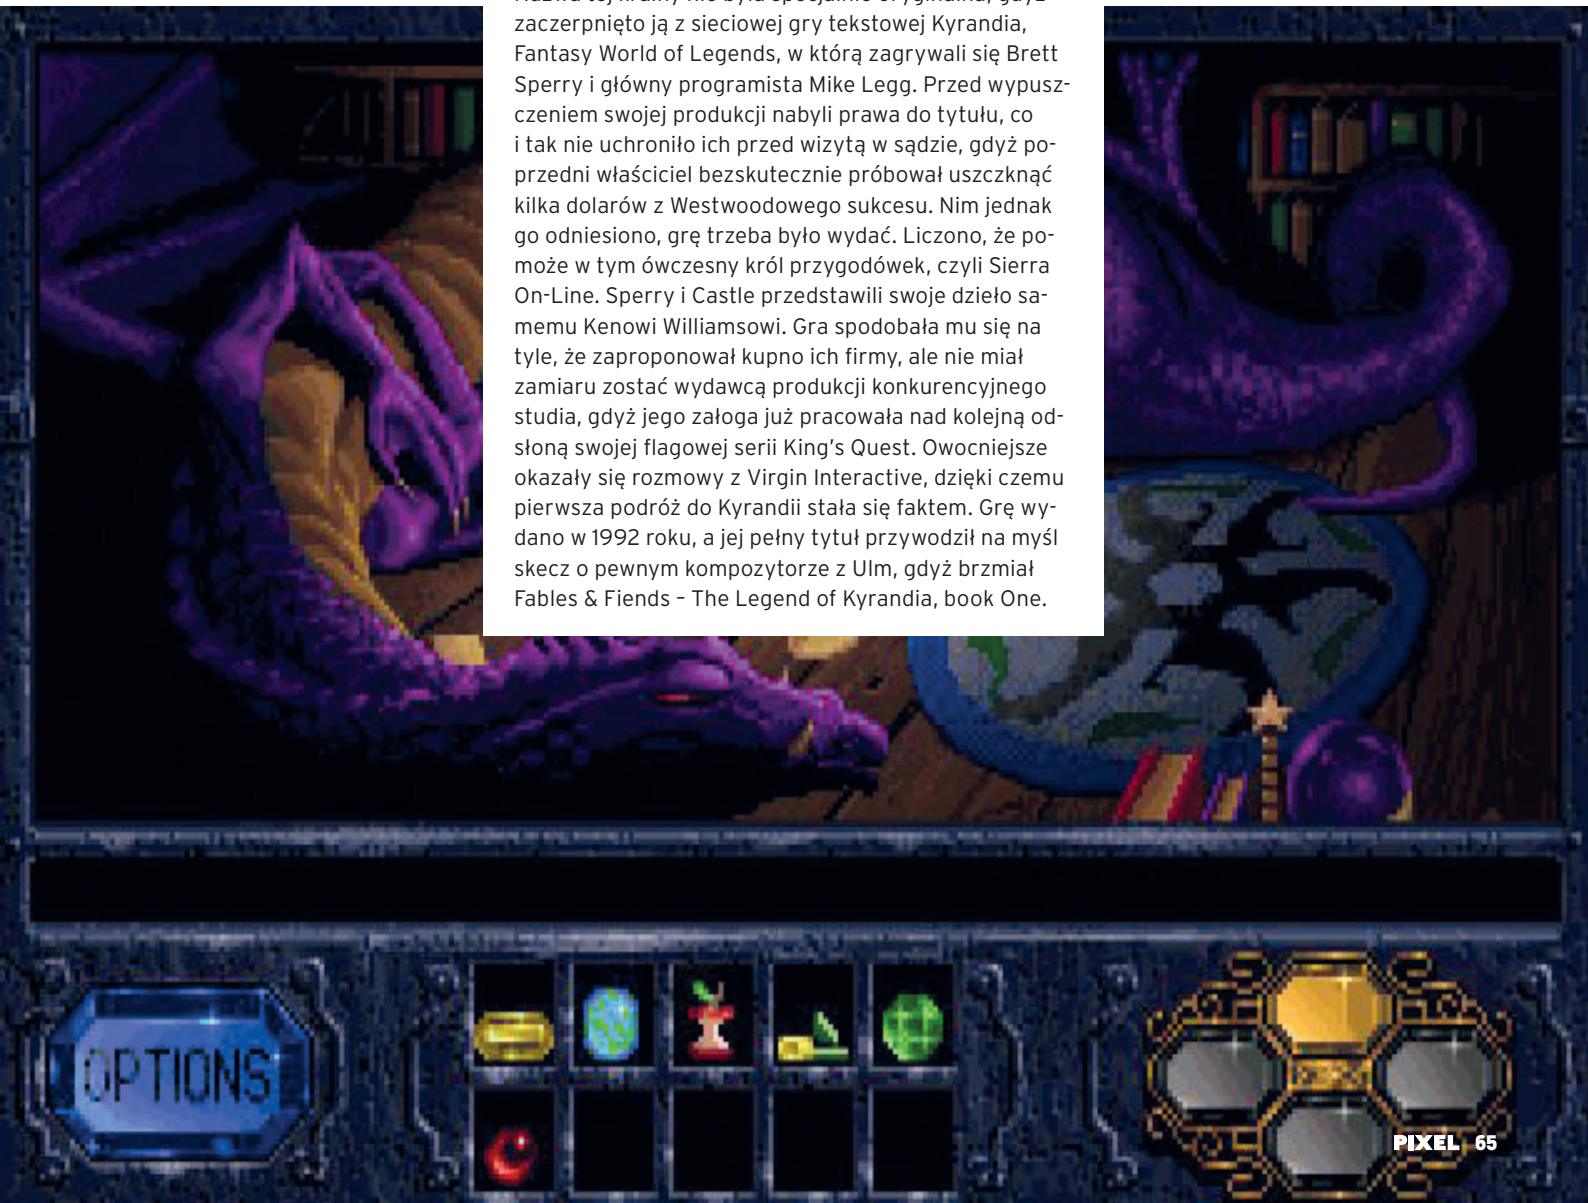 Nazwa tej krainy nie była specjalnie oryginalna, gdyż
zaczerpnięto ją z sieciowej gry tekstowej Kyrandia,
Fantasy World of Legends, w którą zagrywali się Brett
Sperry i główny programista Mike Legg. Przed wypusz-
czeniem swojej produkcji nabyli prawa do tytułu, co
i tak nie uchroniło ich przed wizytą w sądzie, gdyż po-
przedni właściciel bezskutecznie próbował uszczknąć
kilka dolarów z Westwoodowego sukcesu. Nim jednak
go odniesiono, grę trzeba było wydać. Liczono, że po-
może w tym ówczesny król przygodówek, czyli Sierra
On-Line. Sperry i Castle przedstawili swoje dzieło sa-
memu Kenowi Williamsowi. Gra spodobała mu się na
tyle, że zaproponował kupno ich firmy, ale nie miał
zamiaru zostać wydawcą produkcji konkurencyjnego
studia, gdyż jego załoga już pracowała nad kolejną od-
słoną swojej flagowej serii King's Quest. Owocniejsze
okazały się rozmowy z Virgin Interactive, dzięki czemu
pierwsza podróż do Kyrandii stała się faktem. Grę wy-
dano w 1992 roku, a jej pełny tytuł przywodził na myśl
skecz o pewnym kompozytorze z Ulm, gdyż brzmiał
Fables & Fiends – The Legend of Kyrandia, book One.
OPTIONS
PIXEL 65